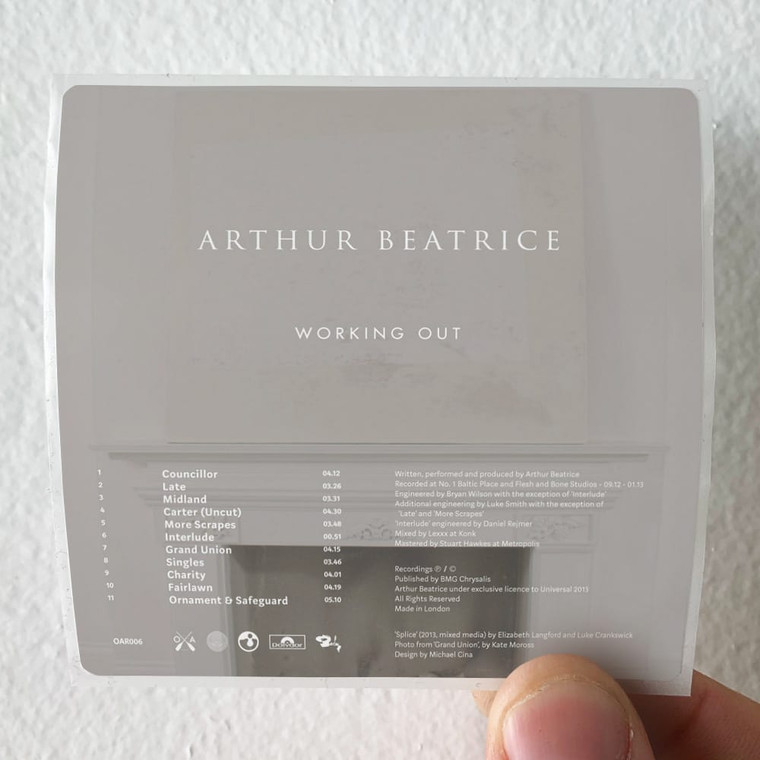 ARTHUR BEATRICE
WORKING OUT
1 Councillor 04.12
2 Late 03.26
3 Midland 03.31
4 Carter (Uncut) 04.30
5 More Scrapes 03.48
6 Interlude 00.51
7 Grand Union 04.15
8 Singles 03.46
9 Charity 04.01
10 Fairlawn 04.19
11 Ornament & Safeguard 05.10
Written, performed and produced by Arthur Beatrice
Recorded at No. 1 Baltic Place and Flesh and Bone Studios - 09.12 - 01.13
Engineered by Bryan Wilson with the exception of 'Interlude'
Additional engineering by Luke Smith with the exception of
'Late' and 'More Scrapes'
'Interlude' engineered by Daniel Rejmer
Mixed by Lexxx at Konk
Mastered by Stuart Hawkes at Metropolis
Recordings ℗ / ©
Published by BMG Chrysalis
Arthur Beatrice under exclusive licence to Universal 2013
All Rights Reserved
Made in London
'Splice' (2013, mixed media) by Elizabeth Langford and Luke Crankswick
Photo from 'Grand Union', by Kate Moross
Design by Michael Cina
OAR006
O A R
Polydor